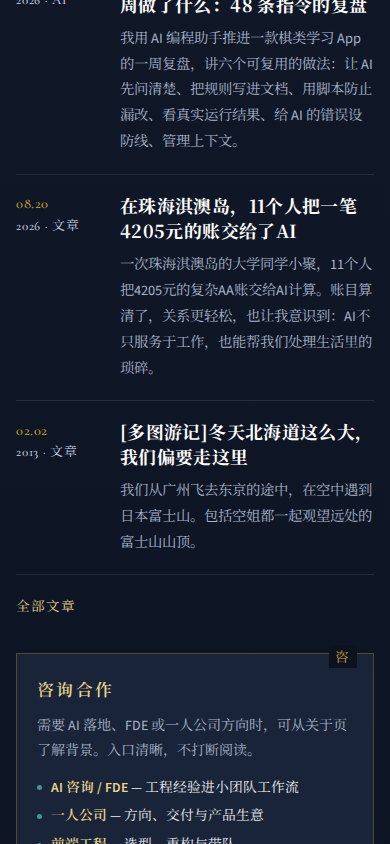 2026 · AI
周做了什么：48 条指令的复盘
我用 AI 编程助手推进一款棋类学习 App
的一周复盘，讲六个可复用的做法：让 AI
先问清楚、把规则写进文档、用脚本防止
漏改、看真实运行结果、给 AI 的错误设
防线、管理上下文。
08.20
2026 · 文章
在珠海淇澳岛，11个人把一笔
4205元的账交给了AI
一次珠海淇澳岛的大学同学小聚，11个人
把4205元的复杂AA账交给AI计算。账目算
清了，关系更轻松，也让我意识到：AI不
只服务于工作，也能帮我们处理生活里的
琐碎。
02.02
2013 · 文章
[多图游记]冬天北海道这么大，
我们偏要走这里
我们从广州飞去东京的途中，在空中遇到
日本富士山。包括空姐都一起观望远处的
富士山山顶。
全部文章
咨
咨询合作
需要 AI 落地、FDE 或一人公司方向时，可从关于页
了解背景。入口清晰，不打断阅读。
AI 咨询 / FDE — 工程经验进小团队工作流
一人公司 — 方向、交付与产品生意
前端工程 — 选型、重构与带队